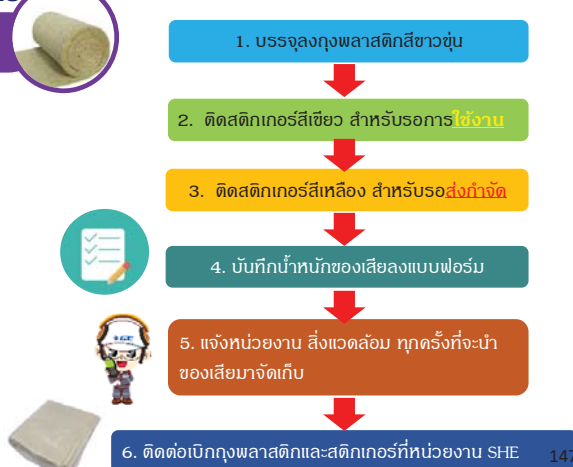 1. บรรจุลงถุงพลาสติกสีขาวขุ่น
2. ติดสติกเกอร์สีเขียว สำหรับรอการใช้งาน
3. ติดสติกเกอร์สีเหลือง สำหรับรอส่งกำจัด
4. บันทึกน้ำหนักของเสียลงแบบฟอร์ม
5. แจ้งหน่วยงาน สิ่งแวดล้อม ทุกครั้งที่จะนำ
ของเสียมาจัดเก็บ
6. ติดต่อเบิกถุงพลาสติกและสติกเกอร์ที่หน่วยงาน SHE
147